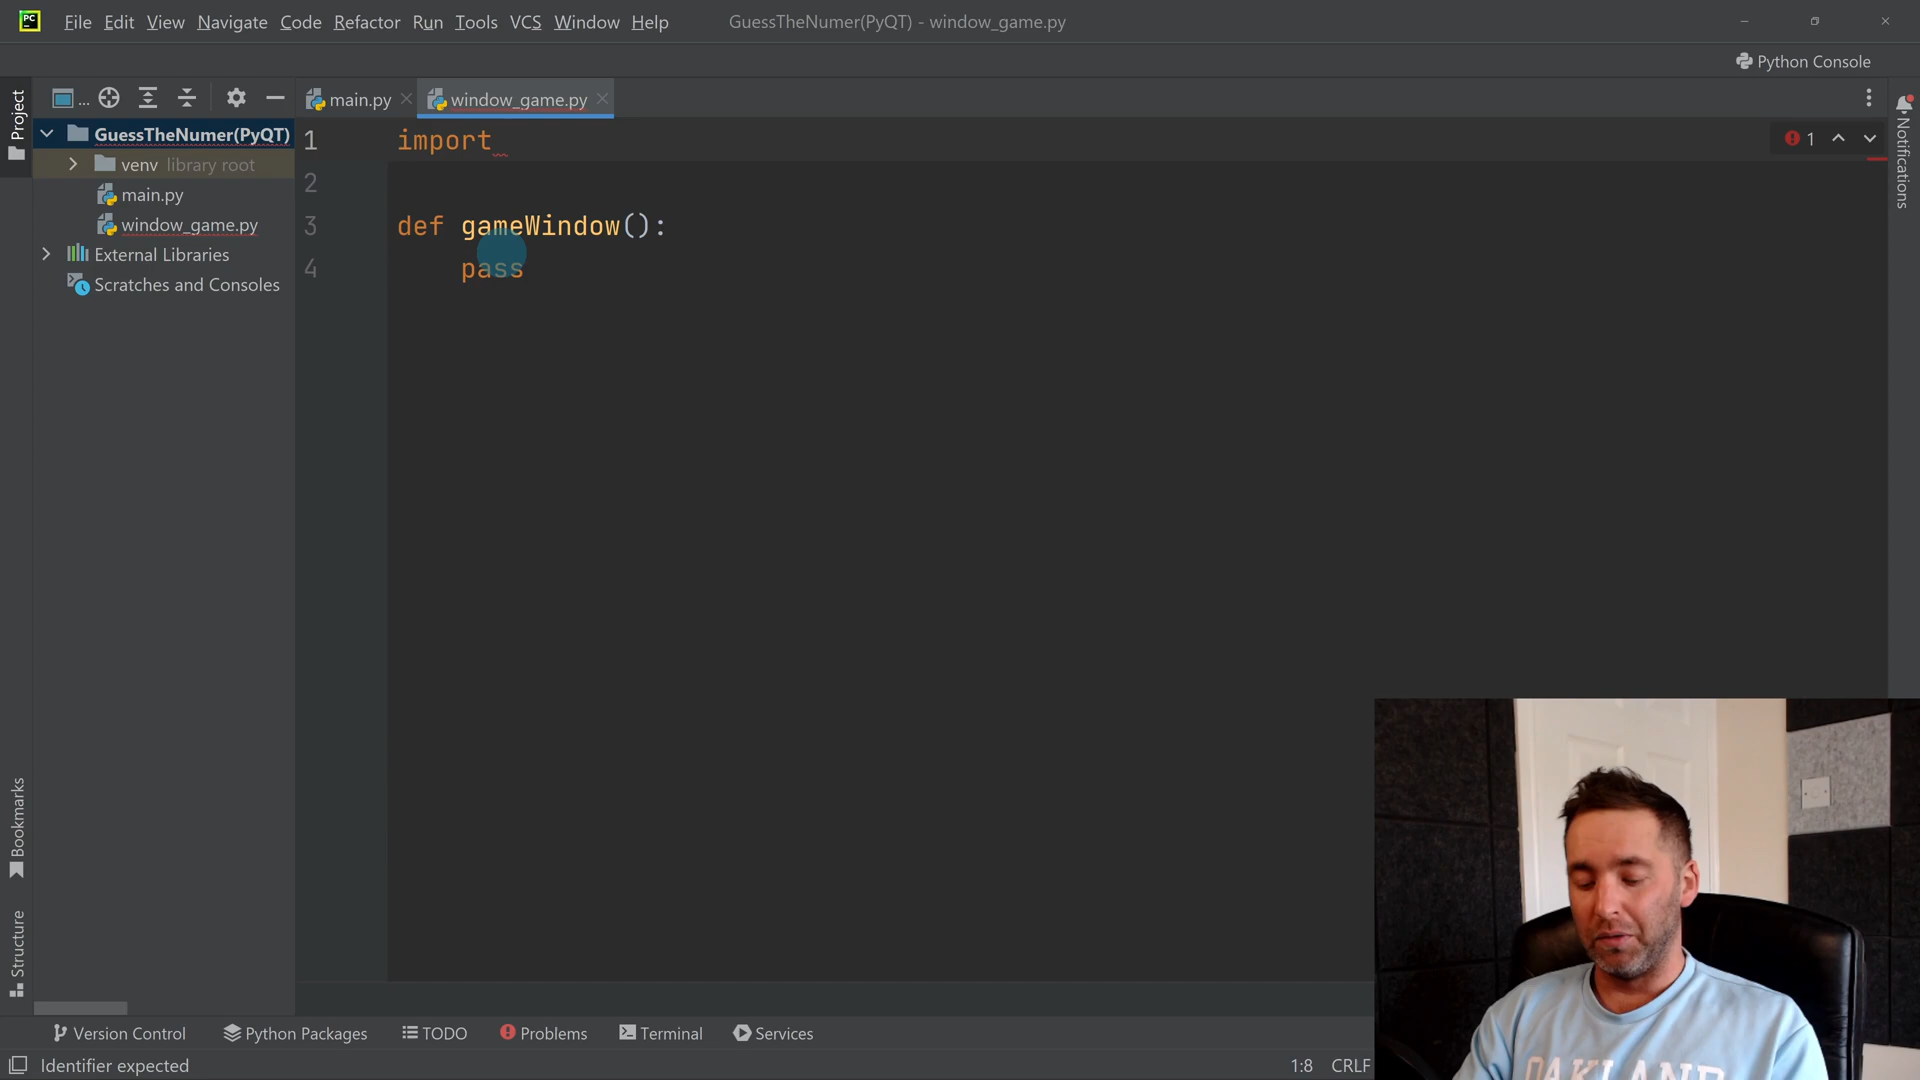 PC File Edit View Navigate Code Refactor Run Tools VCS Window Help GuessTheNumer(PyQT) - window_game.py
Python Console
Project
... main.py window_game.py
GuessTheNumer(PyQT)
venv library root
main.py
window_game.py
External Libraries
Scratches and Consoles
1 import
2
3 def gameWindow():
4 pass
1
Notifications
Bookmarks
Structure
OAKLAND
Version Control Python Packages TODO Problems Terminal Services
Identifier expected 1:8 CRLF